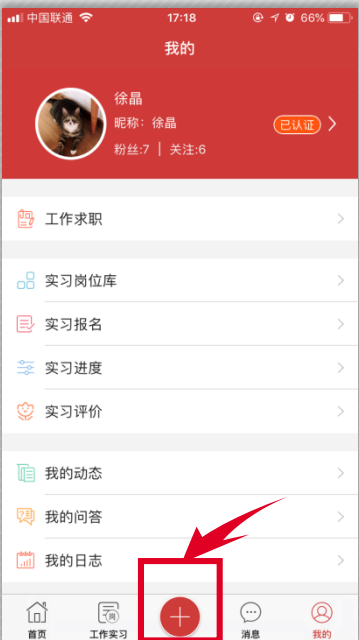 中国联通 17:18 66%
我的
徐晶
昵称：徐晶
已认证
粉丝:7 | 关注:6
工作求职
实习岗位库
实习报名
实习进度
实习评价
我的动态
我的问答
我的日志
首页 工作实习 消息 我的